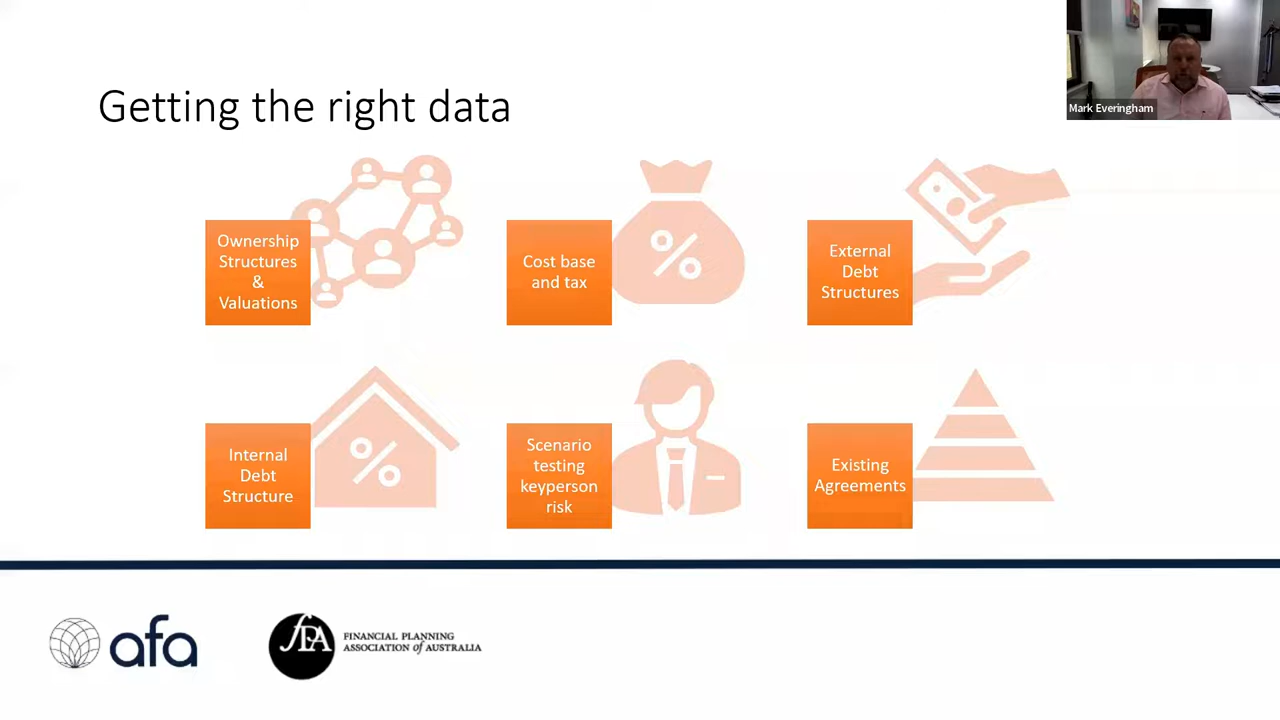 Mark Everingham
Getting the right data
Ownership
Structures
&
Valuations
Cost base
and tax
External
Debt
Structures
Internal
Debt
Structure
Scenario
testing
keyperson
risk
Existing
Agreements
afa
FPA
FINANCIAL PLANNING
ASSOCIATION of AUSTRALIA